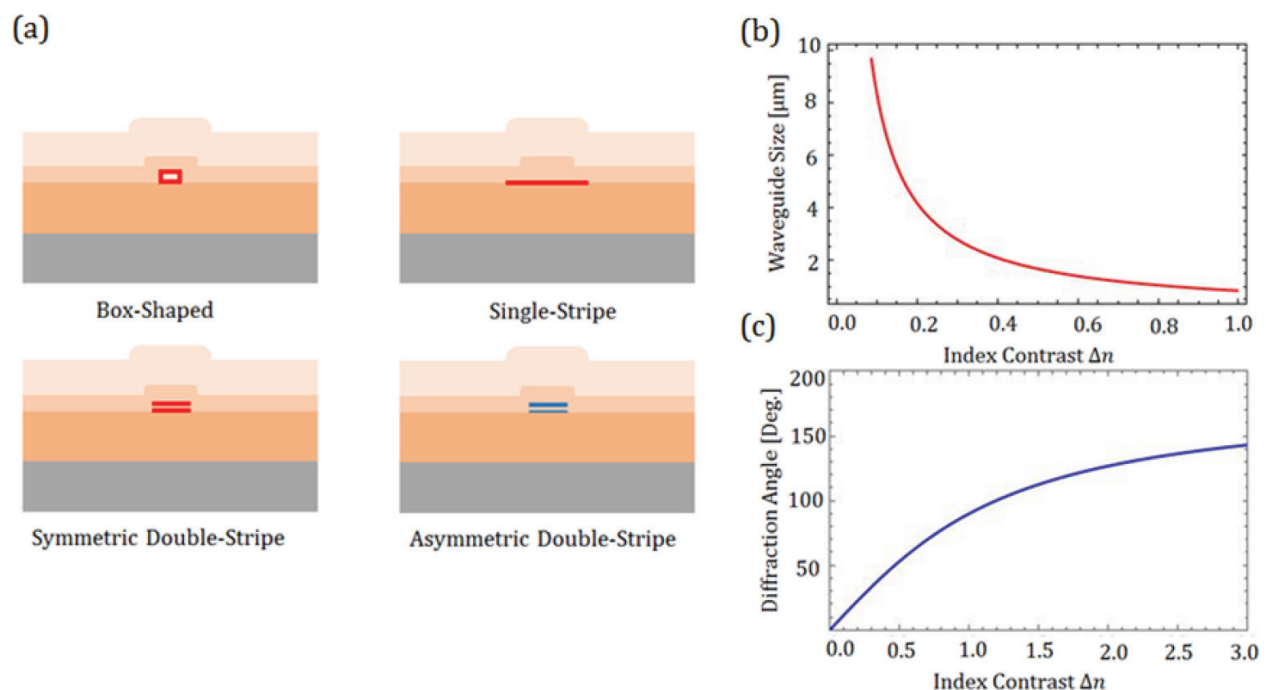 (a)
Box-Shaped
Single-Stripe
Symmetric Double-Stripe
Asymmetric Double-Stripe
(b)
Waveguide Size [μm]
10
8
6
4
2
0.0 0.2 0.4 0.6 0.8 1.0
Index Contrast Δn
(c)
Diffraction Angle [Deg.]
200
150
100
50
0.0 0.5 1.0 1.5 2.0 2.5 3.0
Index Contrast Δn